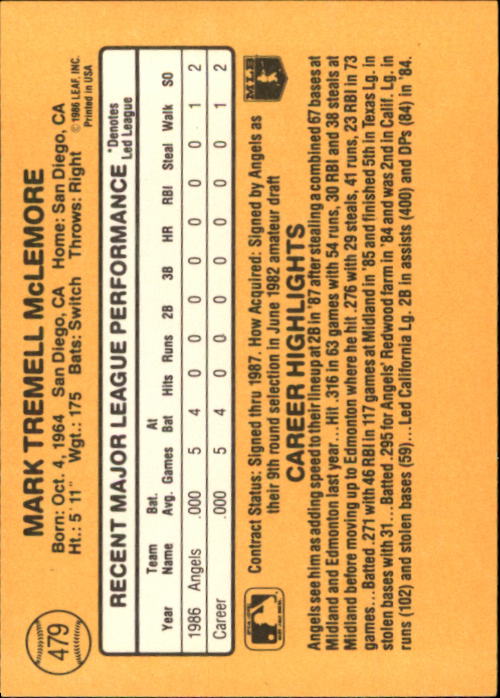 479
MARK TREMELL McLEMORE
Born: Oct. 4, 1964 San Diego, CA Home: San Diego, CA
Ht.: 5' 11" Wgt.: 175 Bats: Switch Throws: Right
© 1986 LEAF, INC.
Printed in USA
RECENT MAJOR LEAGUE PERFORMANCE
*Denotes
Led League
Team Bat. At
Year Name Avg. Games Bat Hits Runs 2B 3B HR RBI Steal Walk SO
1986 Angels .000 5 4 0 0 0 0 0 0 0 1 2
Career .000 5 4 0 0 0 0 0 0 0 1 2
Contract Status: Signed thru 1987. How Acquired: Signed by Angels as
their 9th round selection in June 1982 amateur draft
MLB
CAREER HIGHLIGHTS
Angels see him as adding speed to their lineup at 2B in '87 after stealing a combined 67 bases at
Midland and Edmonton last year...Hit .316 in 63 games with 54 runs, 30 RBI and 38 steals at
Midland before moving up to Edmonton where he hit .276 with 29 steals, 41 runs, 23 RBI in 73
games...Batted .271 with 46 RBI in 117 games at Midland in '85 and finished 5th in Texas Lg. in
stolen bases with 31...Batted .295 for Angels' Redwood farm in '84 and was 2nd in Calif. Lg. in
runs (102) and stolen bases (59)...Led California Lg. 2B in assists (400) and DPs (84) in '84.